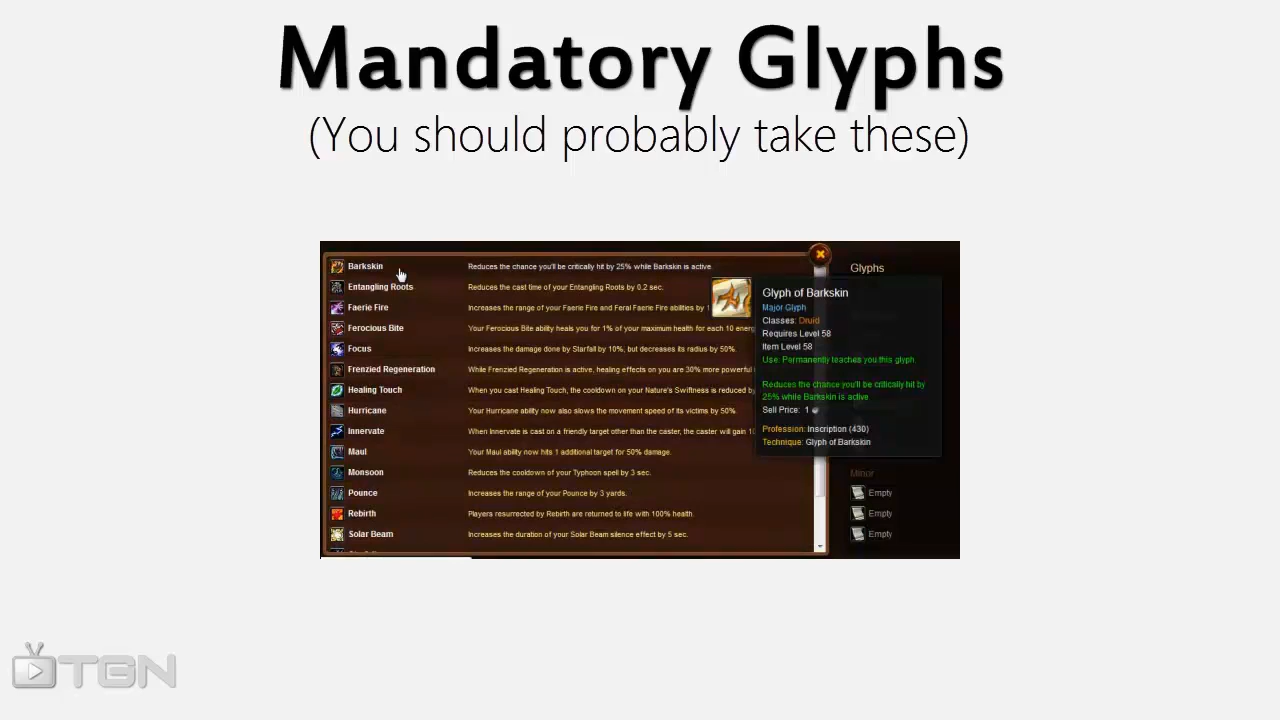 Mandatory Glyphs
(You should probably take these)
Barkskin Reduces the chance you'll be critically hit by 25% while Barkskin is active
Entangling Roots Reduces the cast time of your Entangling Roots by 0.2 sec.
Faerie Fire Increases the range of your Faerie Fire and Feral Faerie Fire abilities by 1
Ferocious Bite Your Ferocious Bite ability heals you for 1% of your maximum health for each 10 energ
Focus Increases the damage done by Starfall by 10%, but decreases its radius by 50%.
Frenzied Regeneration While Frenzied Regeneration is active, healing effects on you are 30% more powerful
Healing Touch When you cast Healing Touch, the cooldown on your Nature's Swiftness is reduced by
Hurricane Your Hurricane ability now also slows the movement speed of its victims by 50%.
Innervate When Innervate is cast on a friendly target other than the caster, the caster will gain
Maul Your Maul ability now hits 1 additional target for 50% damage.
Monsoon Reduces the cooldown of your Typhoon spell by 3 sec.
Pounce Increases the range of your Pounce by 3 yards.
Rebirth Players resurrected by Rebirth are returned to life with 100% health.
Solar Beam Increases the duration of your Solar Beam silence effect by 5 sec.
Glyphs
Glyph of Barkskin
Major Glyph
Classes: Druid
Requires Level 58
Item Level 58
Use: Permanently teaches you this glyph.
Reduces the chance you'll be critically hit by
25% while Barkskin is active
Sell Price: 1
Profession: Inscription (430)
Technique: Glyph of Barkskin
Minor
Empty
Empty
Empty
TGN